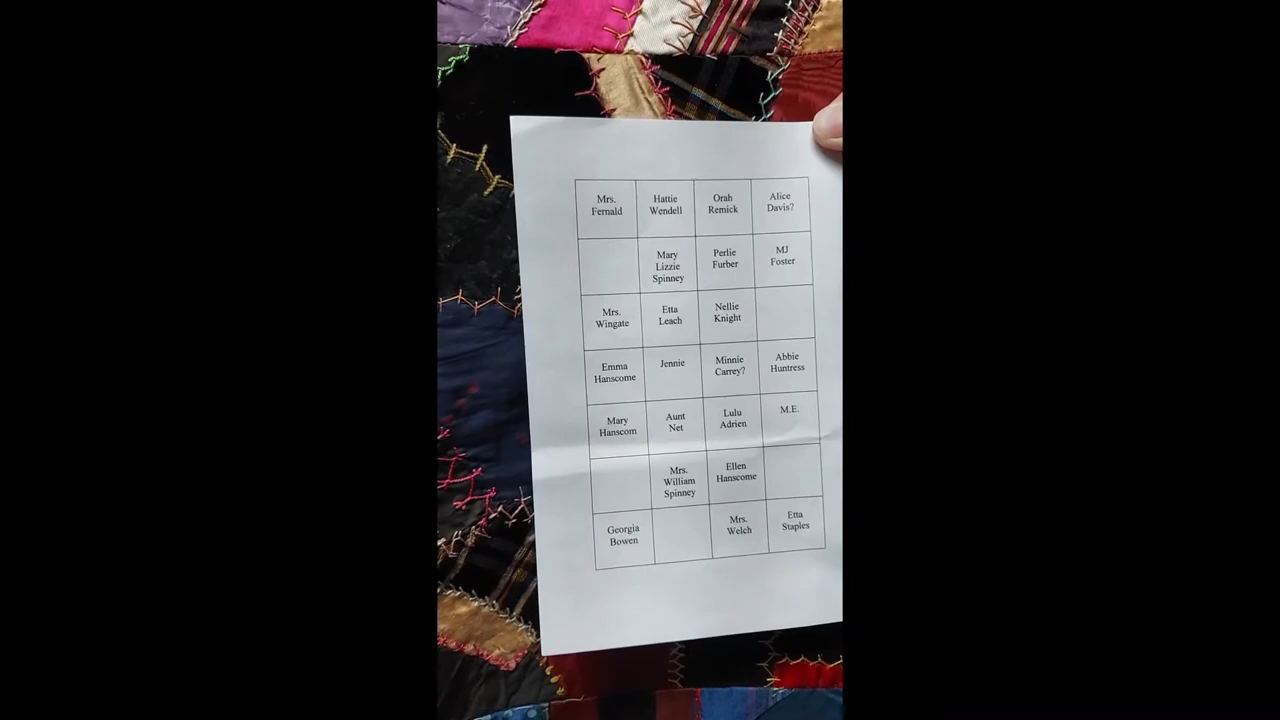 Mrs.
Fernald
Hattie
Wendell
Orah
Remick
Alice
Davis?
Mary
Lizzie
Spinney
Perlie
Furber
MJ
Foster
Mrs.
Wingate
Etta
Leach
Nellie
Knight
Emma
Hanscome
Jennie
Minnie
Carrey?
Abbie
Huntress
Mary
Hanscom
Aunt
Net
Lulu
Adrien
M.E.
Mrs.
William
Spinney
Ellen
Hanscome
Georgia
Bowen
Mrs.
Welch
Etta
Staples